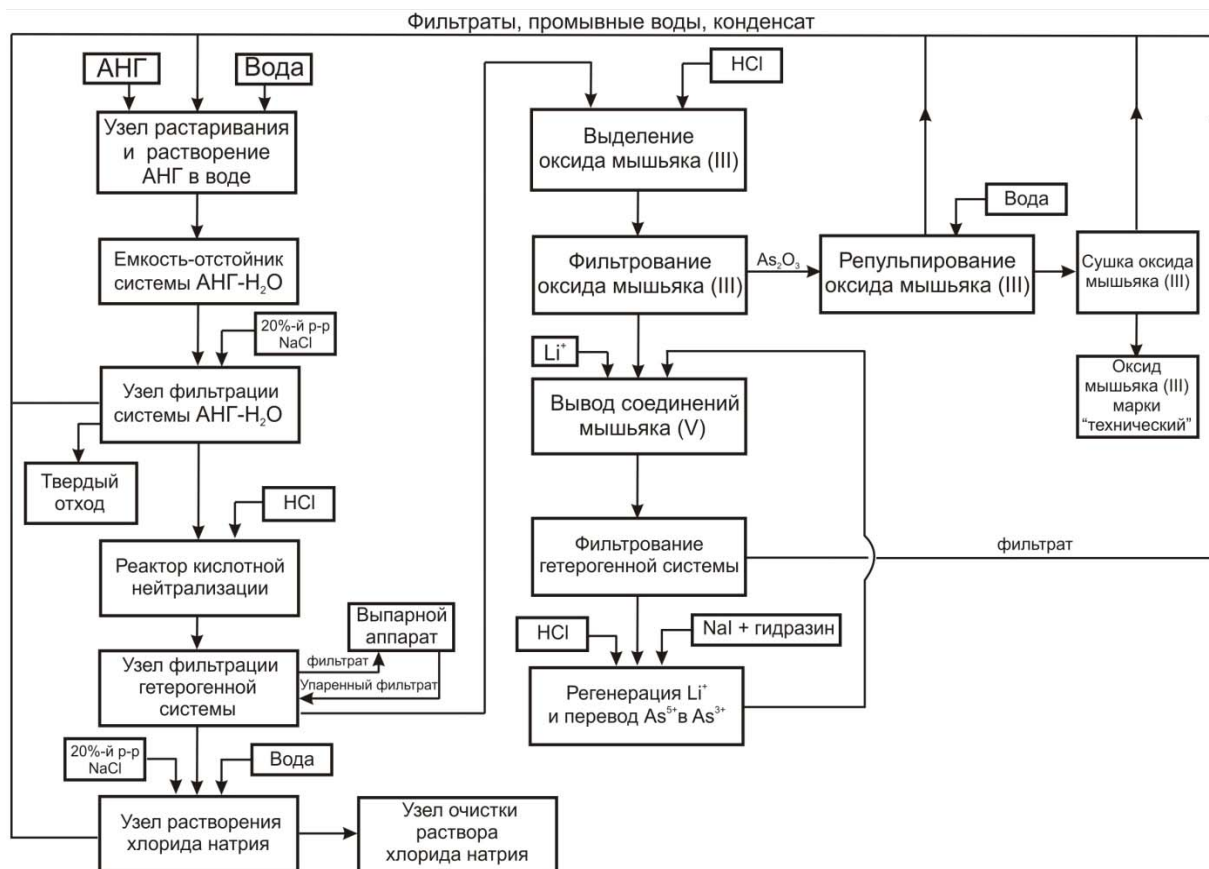 Фильтраты, промывные воды, конденсат
АНГ
Вода
Узел растаривания
и растворение
АНГ в воде
Емкость-отстойник
системы АНГ-H₂O
20%-й р-р
NaCl
Узел фильтрации
системы АНГ-H₂O
Твердый
отход
HCl
Реактор кислотной
нейтрализации
Выпарной
аппарат
фильтрат
Упаренный фильтрат
Узел фильтрации
гетерогенной
системы
20%-й р-р
NaCl
Вода
Узел растворения
хлорида натрия
Узел очистки
раствора
хлорида натрия
HCl
Выделение
оксида мышьяка (III)
Фильтрование
оксида мышьяка (III)
As₂O₃
Вода
Репульпирование
оксида мышьяка (III)
Сушка оксида
мышьяка (III)
Оксид
мышьяка (III)
марки
“технический”
Li⁺
Вывод соединений
мышьяка (V)
Фильтрование
гетерогенной системы
фильтрат
HCl
NaI + гидразин
Регенерация Li⁺
и перевод As⁵⁺в As³⁺